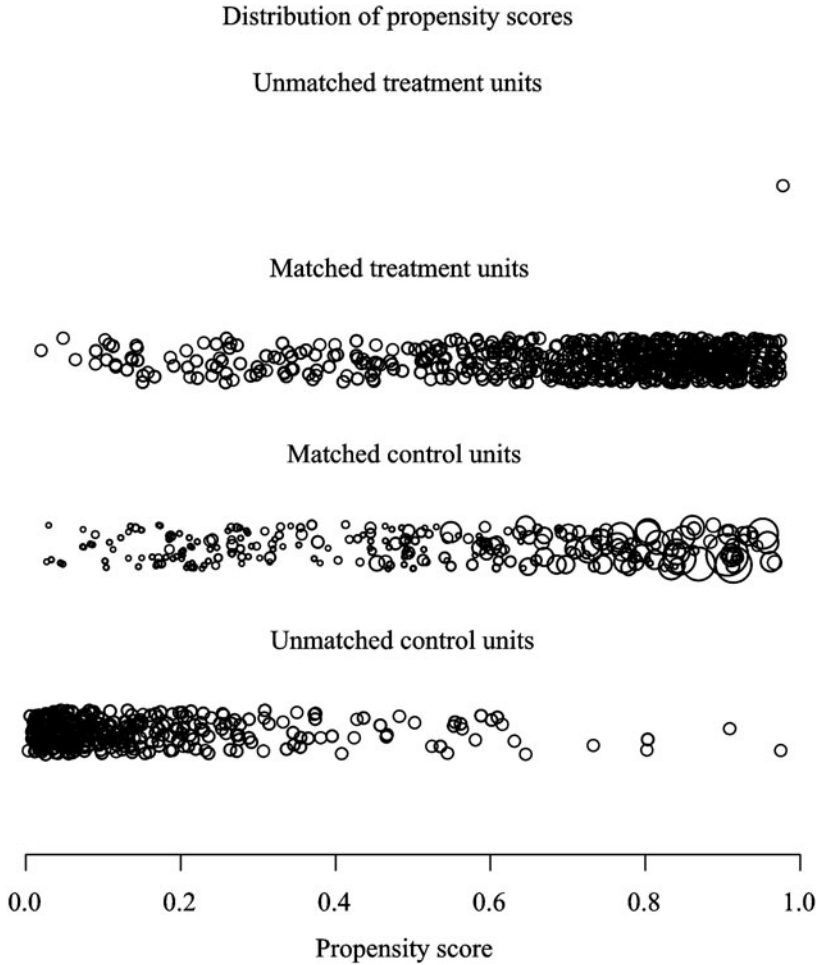 Distribution of propensity scores
Unmatched treatment units
Matched treatment units
Matched control units
Unmatched control units
0.0 0.2 0.4 0.6 0.8 1.0
Propensity score